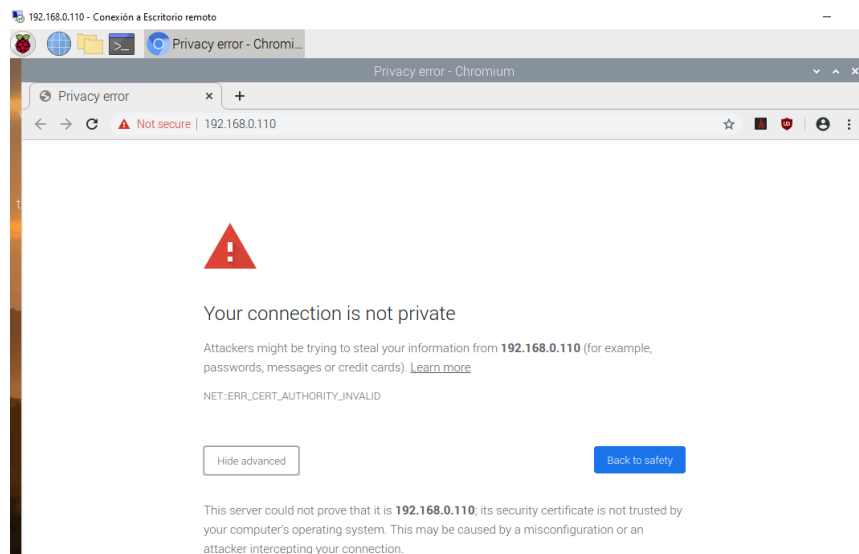 192.168.0.110 - Conexión a Escritorio remoto
Privacy error - Chromi...
Privacy error - Chromium
Privacy error
Not secure | 192.168.0.110
Your connection is not private
Attackers might be trying to steal your information from 192.168.0.110 (for example,
passwords, messages or credit cards). Learn more
NET::ERR_CERT_AUTHORITY_INVALID
Hide advanced
Back to safety
This server could not prove that it is 192.168.0.110; its security certificate is not trusted by
your computer's operating system. This may be caused by a misconfiguration or an
attacker intercepting your connection.